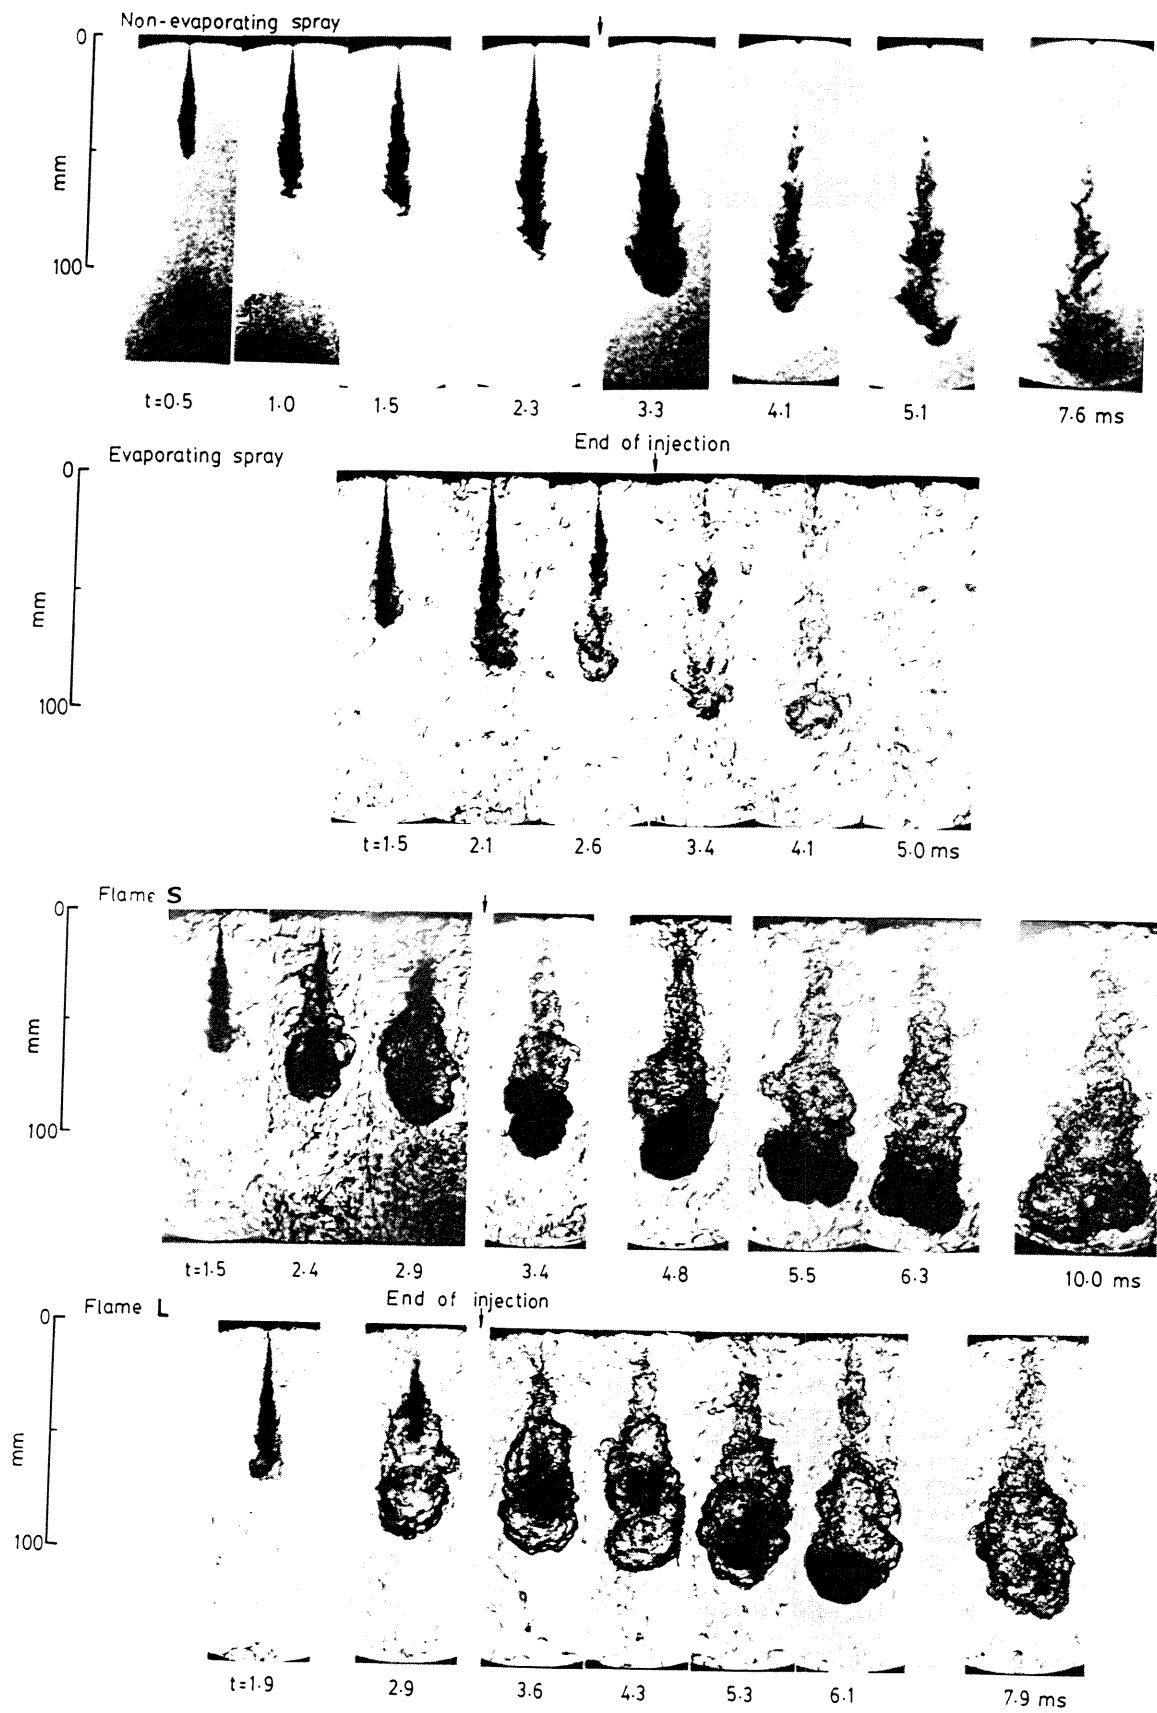 Non-evaporating spray
0
mm
100
t=0.5 1.0 1.5 2.3 3.3 4.1 5.1 7.6 ms
End of injection
Evaporating spray
0
mm
100
t=1.5 2.1 2.6 3.4 4.1 5.0 ms
Flame S
0
mm
100
t=1.5 2.4 2.9 3.4 4.8 5.5 6.3 10.0 ms
End of injection
Flame L
0
mm
100
t=1.9 2.9 3.6 4.3 5.3 6.1 7.9 ms